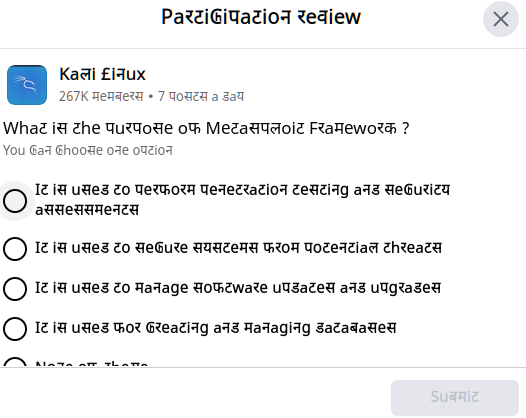 Participation review
Kali Linux
267K members • 7 posts a day
What is the purpose of Metasploit Framework ?
You can choose one option
It is used to perform penetration testing and security
assessments
It is used to secure systems from potential threats
It is used to manage software updates and upgrades
It is used for creating and managing databases
Submit